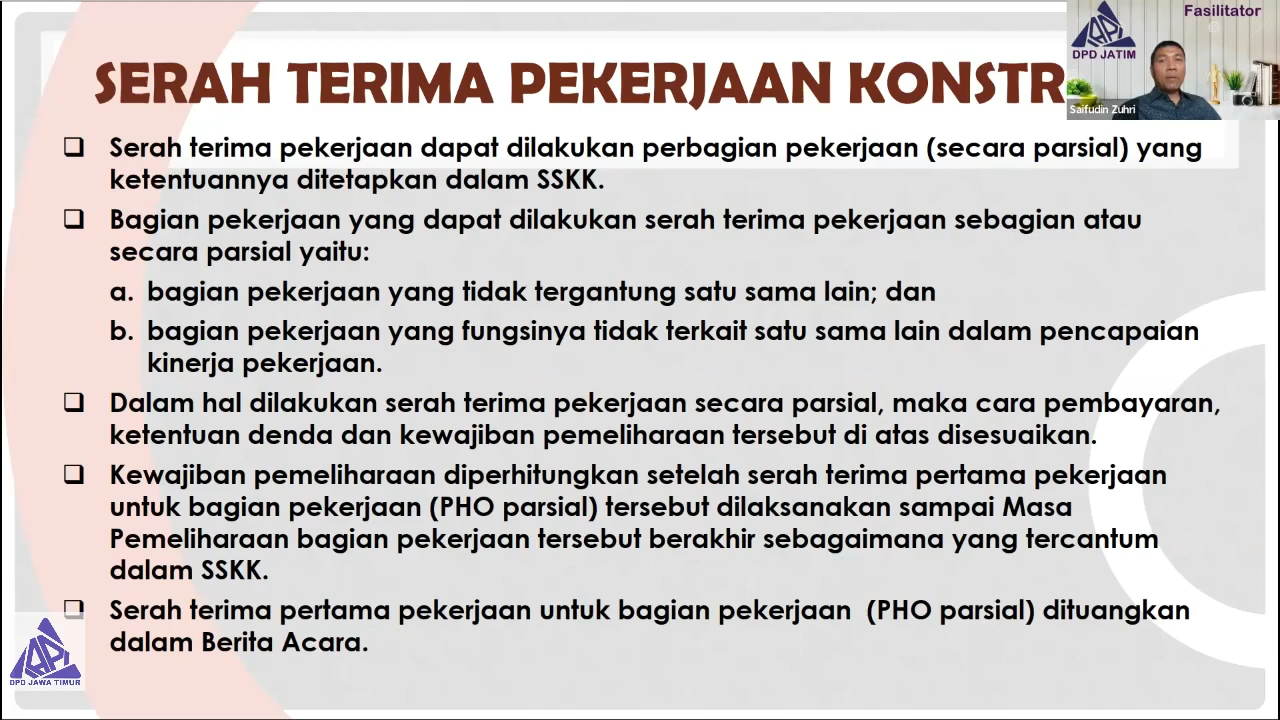 Fasilitator
DPD JATIM
Saifudin Zuhri
SERAH TERIMA PEKERJAAN KONSTR
❑ Serah terima pekerjaan dapat dilakukan perbagian pekerjaan (secara parsial) yang
ketentuannya ditetapkan dalam SSKK.
❑ Bagian pekerjaan yang dapat dilakukan serah terima pekerjaan sebagian atau
secara parsial yaitu:
a. bagian pekerjaan yang tidak tergantung satu sama lain; dan
b. bagian pekerjaan yang fungsinya tidak terkait satu sama lain dalam pencapaian
kinerja pekerjaan.
❑ Dalam hal dilakukan serah terima pekerjaan secara parsial, maka cara pembayaran,
ketentuan denda dan kewajiban pemeliharaan tersebut di atas disesuaikan.
❑ Kewajiban pemeliharaan diperhitungkan setelah serah terima pertama pekerjaan
untuk bagian pekerjaan (PHO parsial) tersebut dilaksanakan sampai Masa
Pemeliharaan bagian pekerjaan tersebut berakhir sebagaimana yang tercantum
dalam SSKK.
❑ Serah terima pertama pekerjaan untuk bagian pekerjaan (PHO parsial) dituangkan
dalam Berita Acara.
DPD JAWA TIMUR